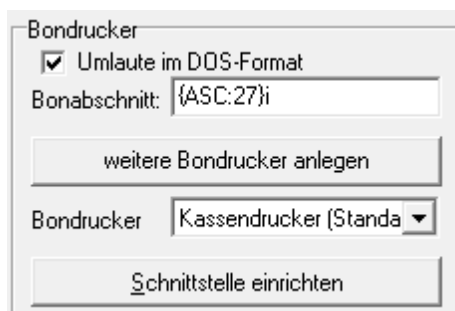 Bondrucker
Umlaute im DOS-Format
Bonabschnitt: {ASC:27}i
weitere Bondrucker anlegen
Bondrucker Kassendrucker (Standa
Schnittstelle einrichten